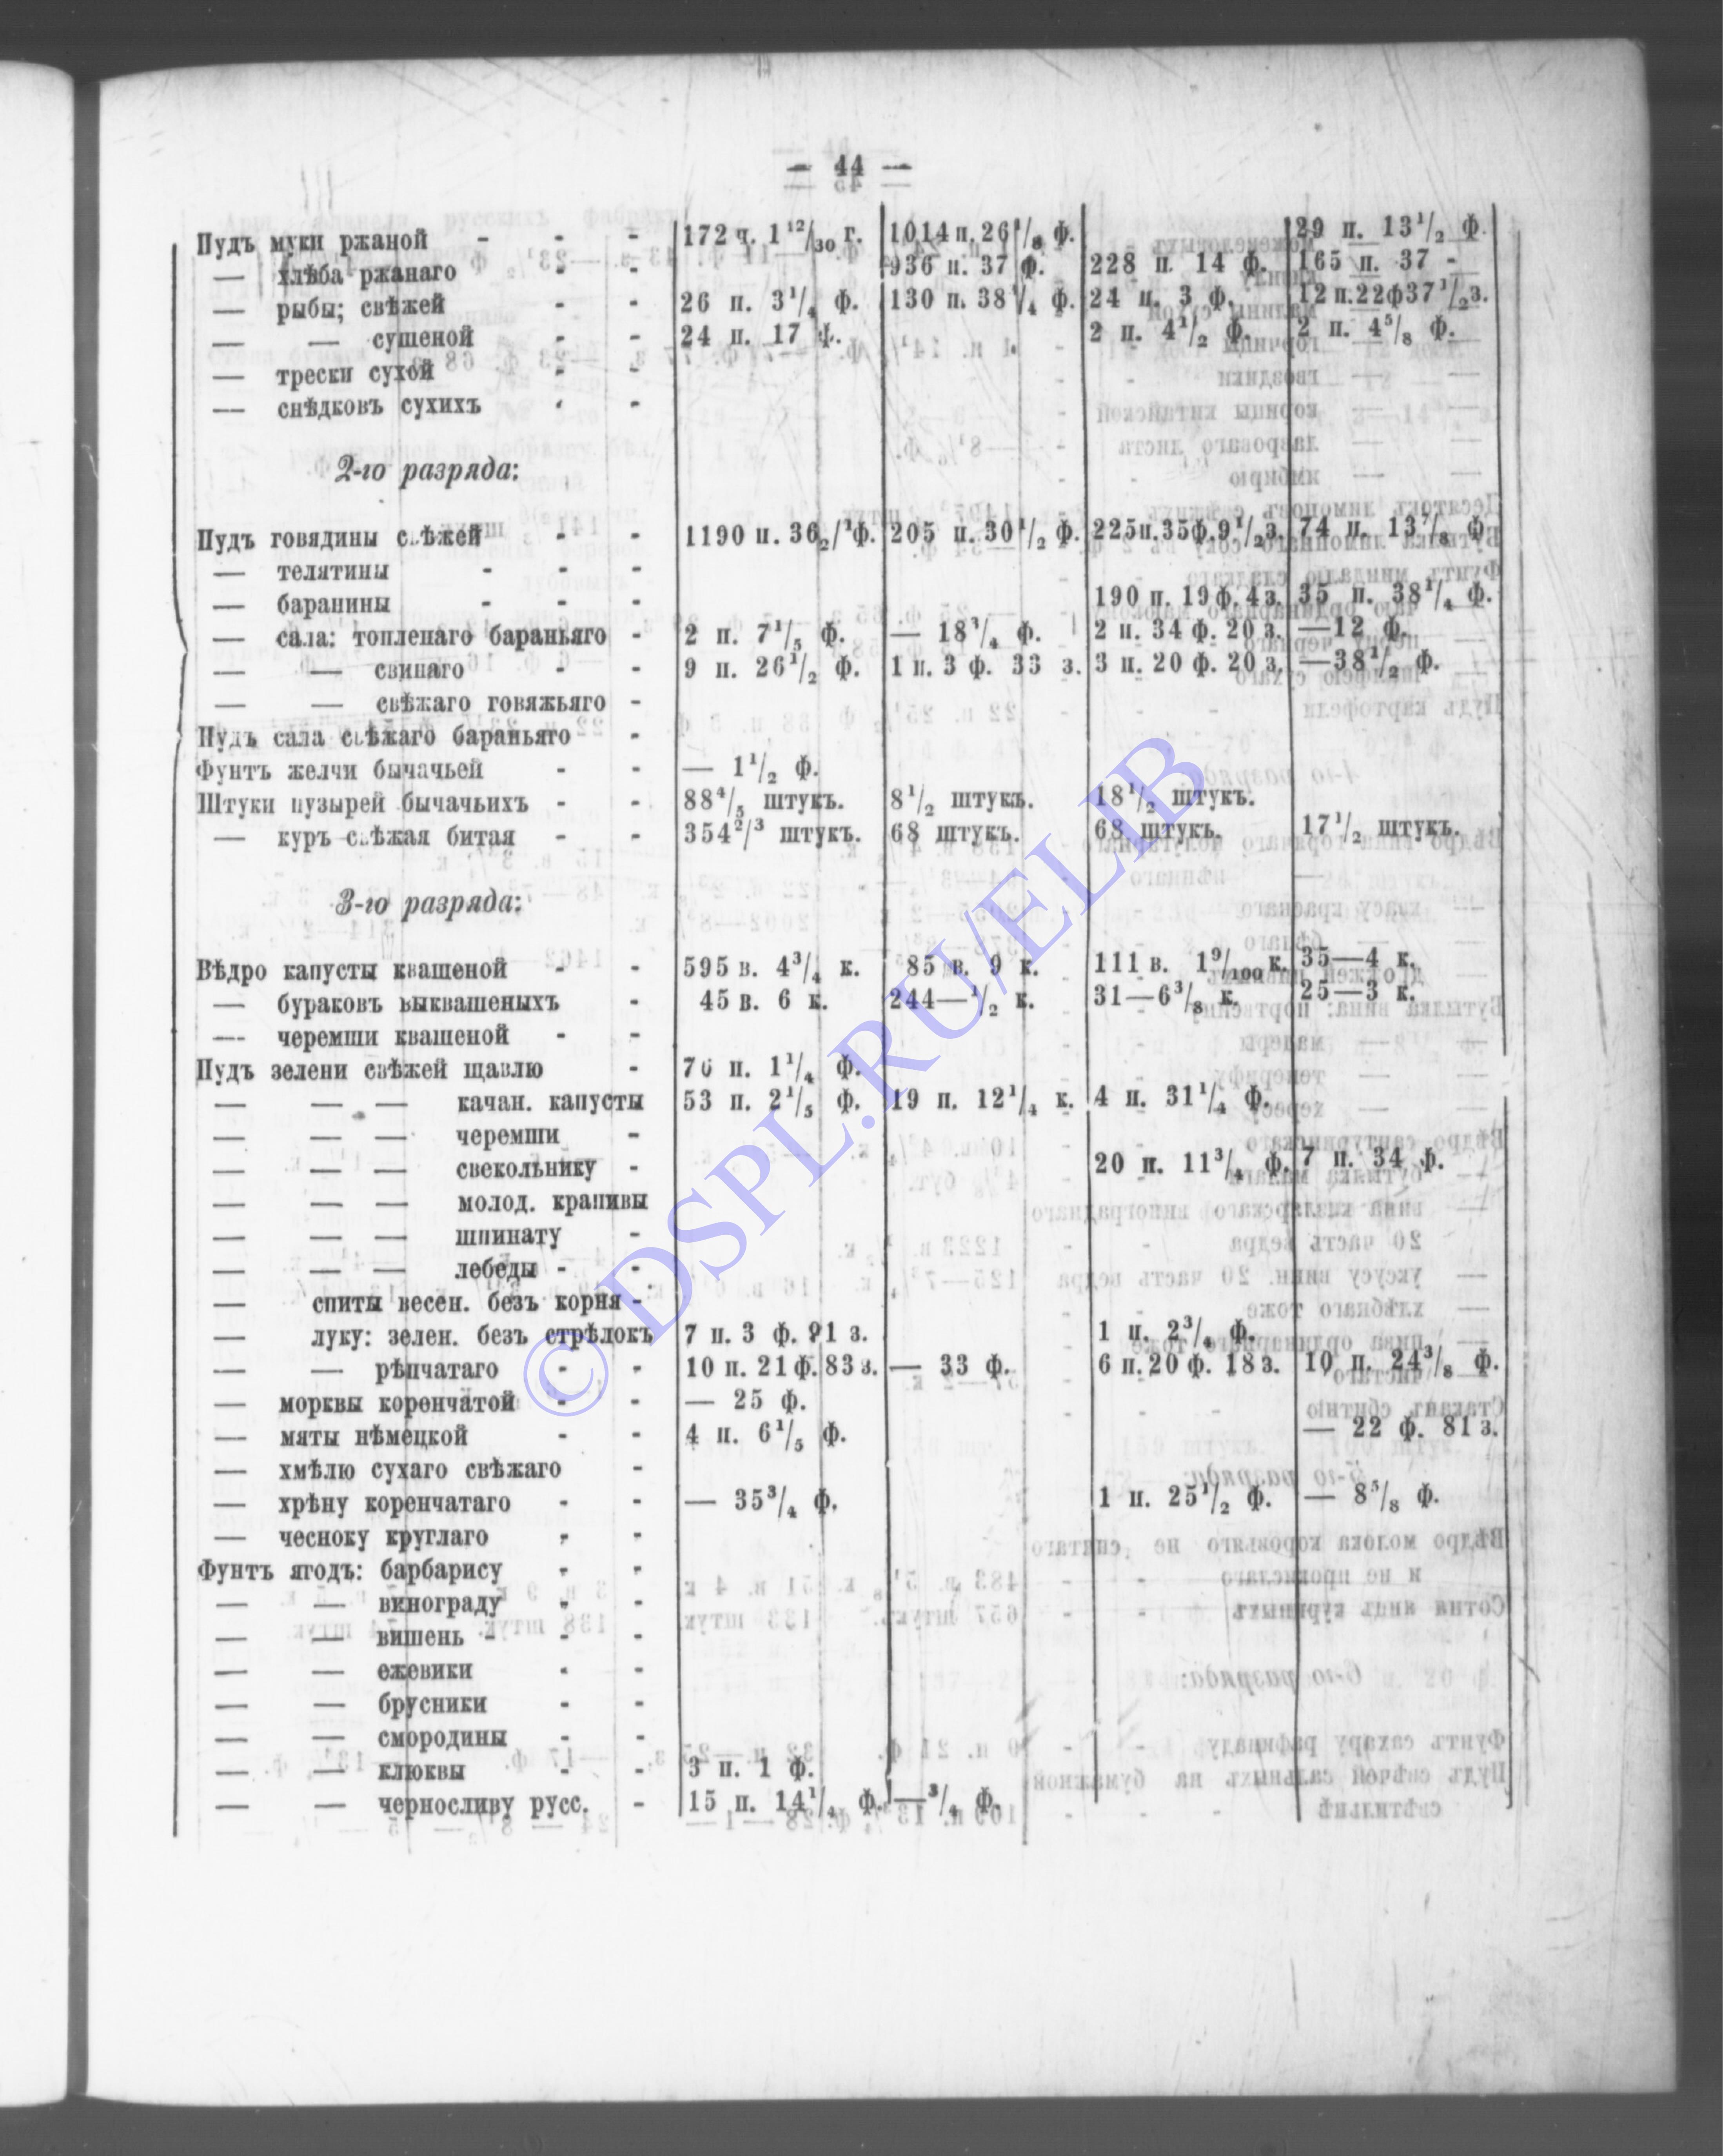 — 44 —
Пудъ муки ржаной - - - 172 ч. 1 12/30 г. 1014 п. 26 1/8 ф. 29 п. 13 1/2 ф.
— хлѣба ржанаго - - 936 п. 37 ф. 228 п. 14 ф. 165 п. 37 -
— рыбы; свѣжей - - 26 п. 3 1/4 ф. 130 п. 38 1/4 ф. 24 п. 3 ф. 12 п. 22 ф 37 1/2 з.
— — сушеной - - 24 п. 17 ф. 2 п. 4 1/2 ф. 2 п. 4 5/8 ф.
— трески сухой - -
— снѣдковъ сухихъ - -
2-го разряда:
Пудъ говядины свѣжей - - 1190 п. 36 2/1 ф. 205 п. 30 1/2 ф. 225 п. 35 ф. 9 1/2 з. 74 п. 13 7/8 ф.
— телятины - - -
— баранины - - - 190 п. 19 ф. 4 з. 35 п. 38 1/4 ф.
— сала: топленаго бараньяго - 2 п. 7 1/5 ф. — 18 3/4 ф. 2 п. 34 ф. 20 з. —12 ф.
— — свинаго - - 9 п. 26 1/2 ф. 1 п. 3 ф. 33 з. 3 п. 20 ф. 20 з. —38 1/2 ф.
— — свѣжаго говяжьяго -
Пудъ сала свѣжаго бараньяго -
Фунтъ желчи бычачьей - - — 1 1/2 ф.
Штуки пузырей бычачьихъ - - 88 4/5 штукъ. 8 1/2 штукъ. 18 1/2 штукъ.
— куръ свѣжая битая - - 354 2/3 штукъ. 68 штукъ. 68 штукъ. 17 1/2 штукъ.
3-го разряда:
Вѣдро капусты квашеной - - 595 в. 4 3/4 к. 85 в. 9 к. 111 в. 1 9/100 к. 35—4 к.
— бураковъ выквашеныхъ - 45 в. 6 к. 244— 1/2 к. 31—6 3/8 к. 25—3 к.
— черемши квашеной - -
Пудъ зелени свѣжей щавлю - 76 п. 1 1/4 ф.
— — — качан. капусты 53 п. 2 1/5 ф. 19 п. 12 1/4 к. 4 п. 31 1/4 ф.
— — — черемши -
— — — свекольнику - 20 п. 11 3/4 ф. 7 п. 34 ф.
— — — молод. крапивы
— — — шпинату -
— — — лебеды - -
— сниты весен. безъ корня -
— луку: зелен. безъ стрѣлокъ 7 п. 3 ф. 91 з. 1 п. 2 3/4 ф.
— — рѣпчатаго - - 10 п. 21 ф. 83 з. — 33 ф. 6 п. 20 ф. 18 з. 10 п. 24 3/8 ф.
— морквы коренчатой - - — 25 ф.
— мяты нѣмецкой - - 4 п. 6 1/5 ф. — 22 ф. 81 з.
— хмѣлю сухаго свѣжаго -
— хрѣну коренчатаго - - — 35 3/4 ф. 1 п. 25 1/2 ф. — 8 5/8 ф.
— чесноку круглаго - -
Фунтъ ягодъ: барбарису - -
— — винограду - -
— — вишень - - -
— — ежевики - -
— — брусники - -
— — смородины - -
— — клюквы - - 3 п. 1 ф.
— — черносливу русс. - 15 п. 14 1/4 ф. — 3/4 ф.
© DSPL.RU/ELIB